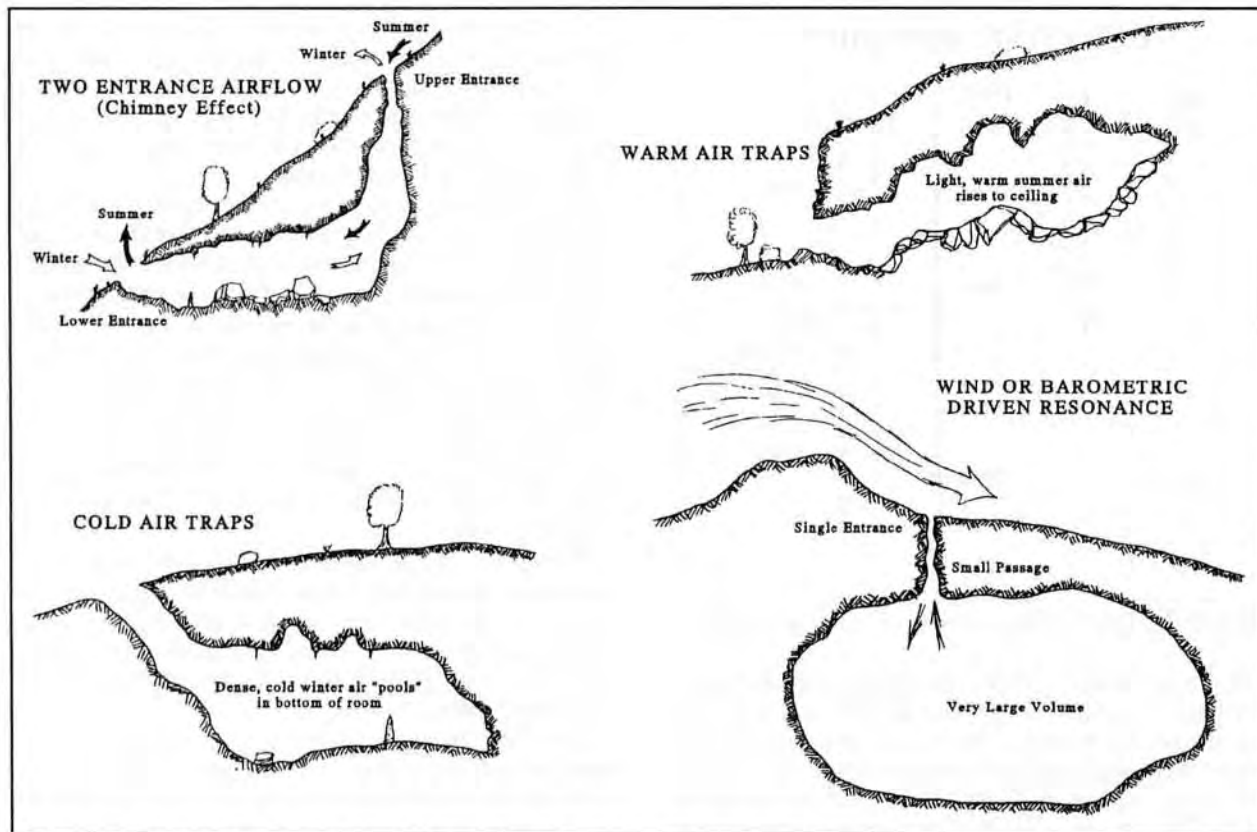 TWO ENTRANCE AIRFLOW
(Chimney Effect)
Summer
Winter
Upper Entrance
Summer
Winter
Lower Entrance
WARM AIR TRAPS
Light, warm summer air
rises to ceiling
COLD AIR TRAPS
Dense, cold winter air "pools"
in bottom of room
WIND OR BAROMETRIC
DRIVEN RESONANCE
Single Entrance
Small Passage
Very Large Volume